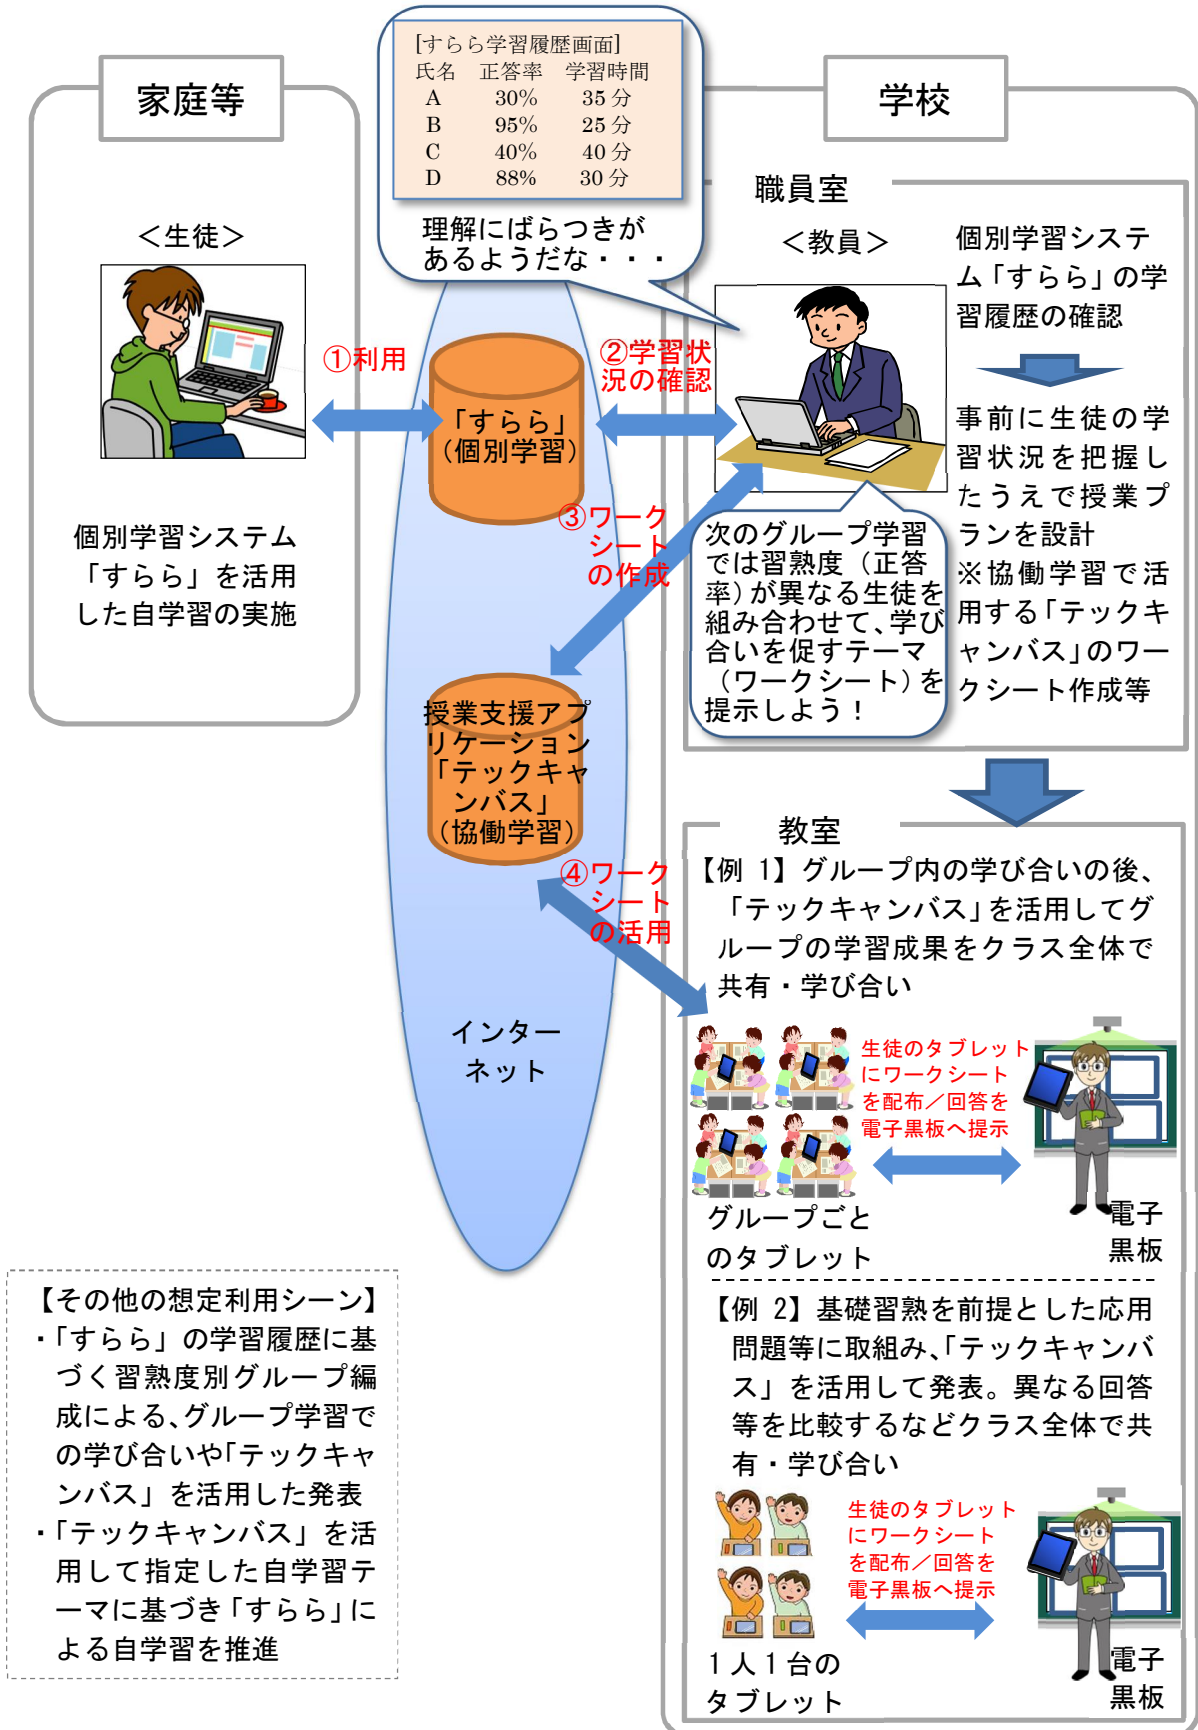 [すらら学習履歴画面]
氏名 正答率 学習時間
A 30% 35 分
B 95% 25 分
C 40% 40 分
D 88% 30 分
理解にばらつきが
あるようだな・・・
家庭等
<生徒>
個別学習システム
「すらら」を活用
した自学習の実施
①利用
「すらら」
(個別学習)
②学習状
況の確認
③ワーク
シート
の作成
授業支援アプ
リケーション
「テックキャ
ンバス」
(協働学習)
④ワーク
シート
の活用
インター
ネット
学校
職員室
<教員>
個別学習システ
ム「すらら」の学
習履歴の確認
事前に生徒の学
習状況を把握し
たうえで授業プ
ランを設計
※協働学習で活
用する「テックキ
ャンバス」のワー
クシート作成等
次のグループ学習
では習熟度（正答
率）が異なる生徒を
組み合わせて、学び
合いを促すテーマ
（ワークシート）を
提示しよう！
教室
【例 1】グループ内の学び合いの後、
「テックキャンバス」を活用してグ
ループの学習成果をクラス全体で
共有・学び合い
生徒のタブレット
にワークシート
を配布／回答を
電子黒板へ提示
グループごと
のタブレット
電子
黒板
【例 2】基礎習熟を前提とした応用
問題等に取組み、「テックキャンバ
ス」を活用して発表。異なる回答
等を比較するなどクラス全体で共
有・学び合い
生徒のタブレット
にワークシート
を配布／回答を
電子黒板へ提示
1人1台の
タブレット
電子
黒板
【その他の想定利用シーン】
・「すらら」の学習履歴に基
づく習熟度別グループ編
成による、グループ学習で
の学び合いや「テックキャ
ンバス」を活用した発表
・「テックキャンバス」を活
用して指定した自学習テ
ーマに基づき「すらら」に
よる自学習を推進